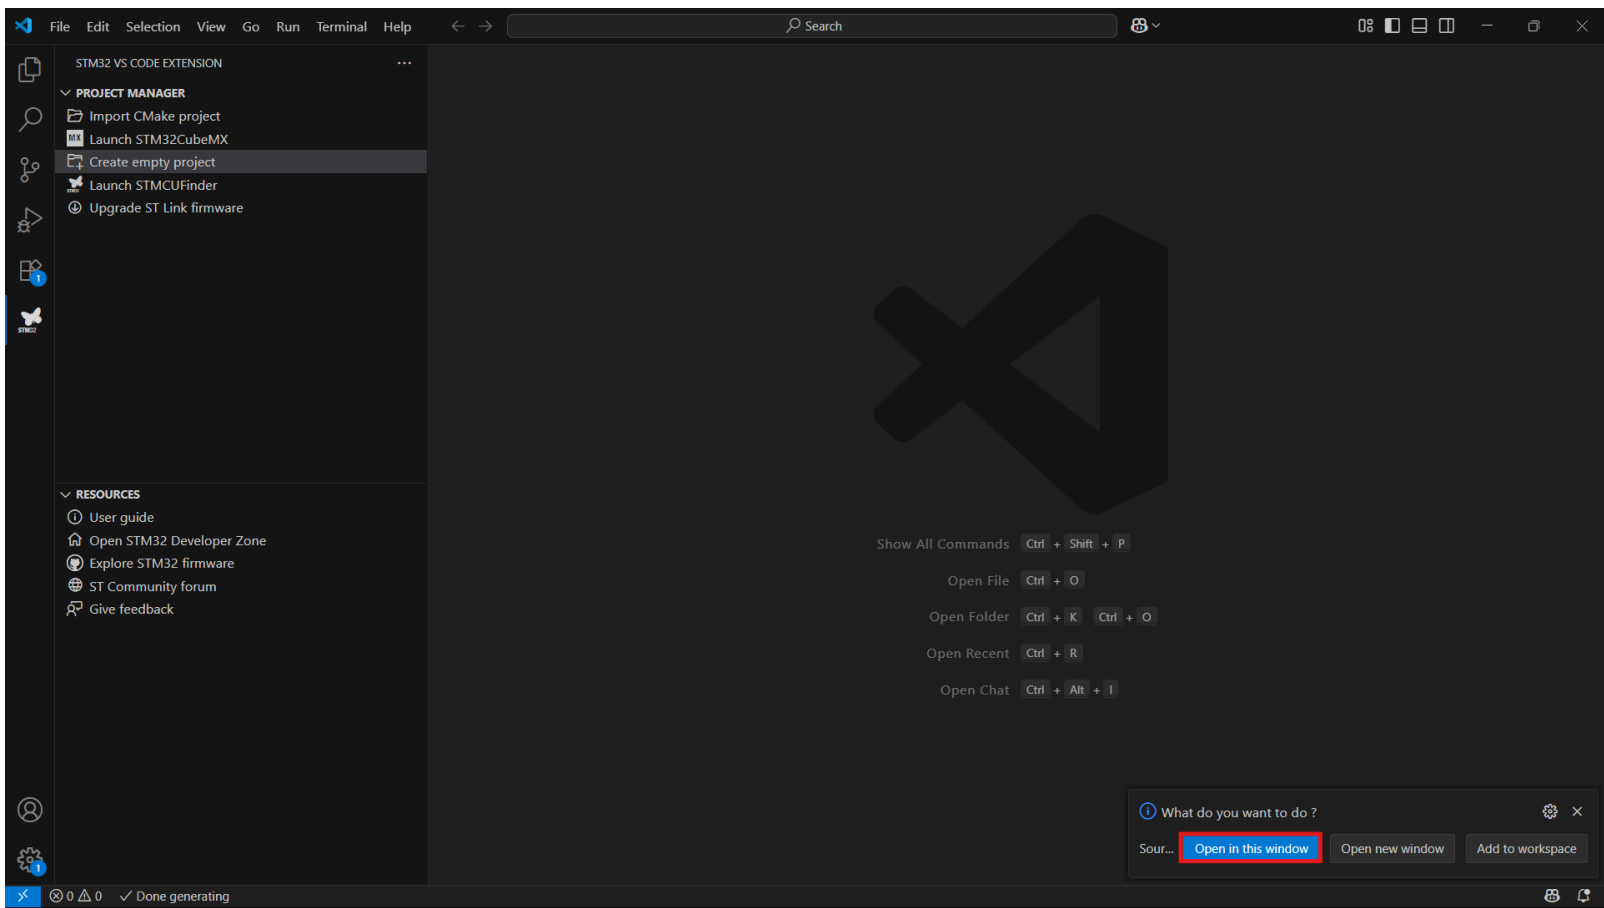 File Edit Selection View Go Run Terminal Help
Search
STM32 VS CODE EXTENSION
PROJECT MANAGER
Import CMake project
MX Launch STM32CubeMX
Create empty project
Launch STMCUFinder
Upgrade ST Link firmware
1
STM32
RESOURCES
User guide
Open STM32 Developer Zone
Explore STM32 firmware
ST Community forum
Give feedback
Show All Commands Ctrl + Shift + P
Open File Ctrl + O
Open Folder Ctrl + K Ctrl + O
Open Recent Ctrl + R
Open Chat Ctrl + Alt + I
What do you want to do ?
Sour... Open in this window Open new window Add to workspace
1
0 0 Done generating